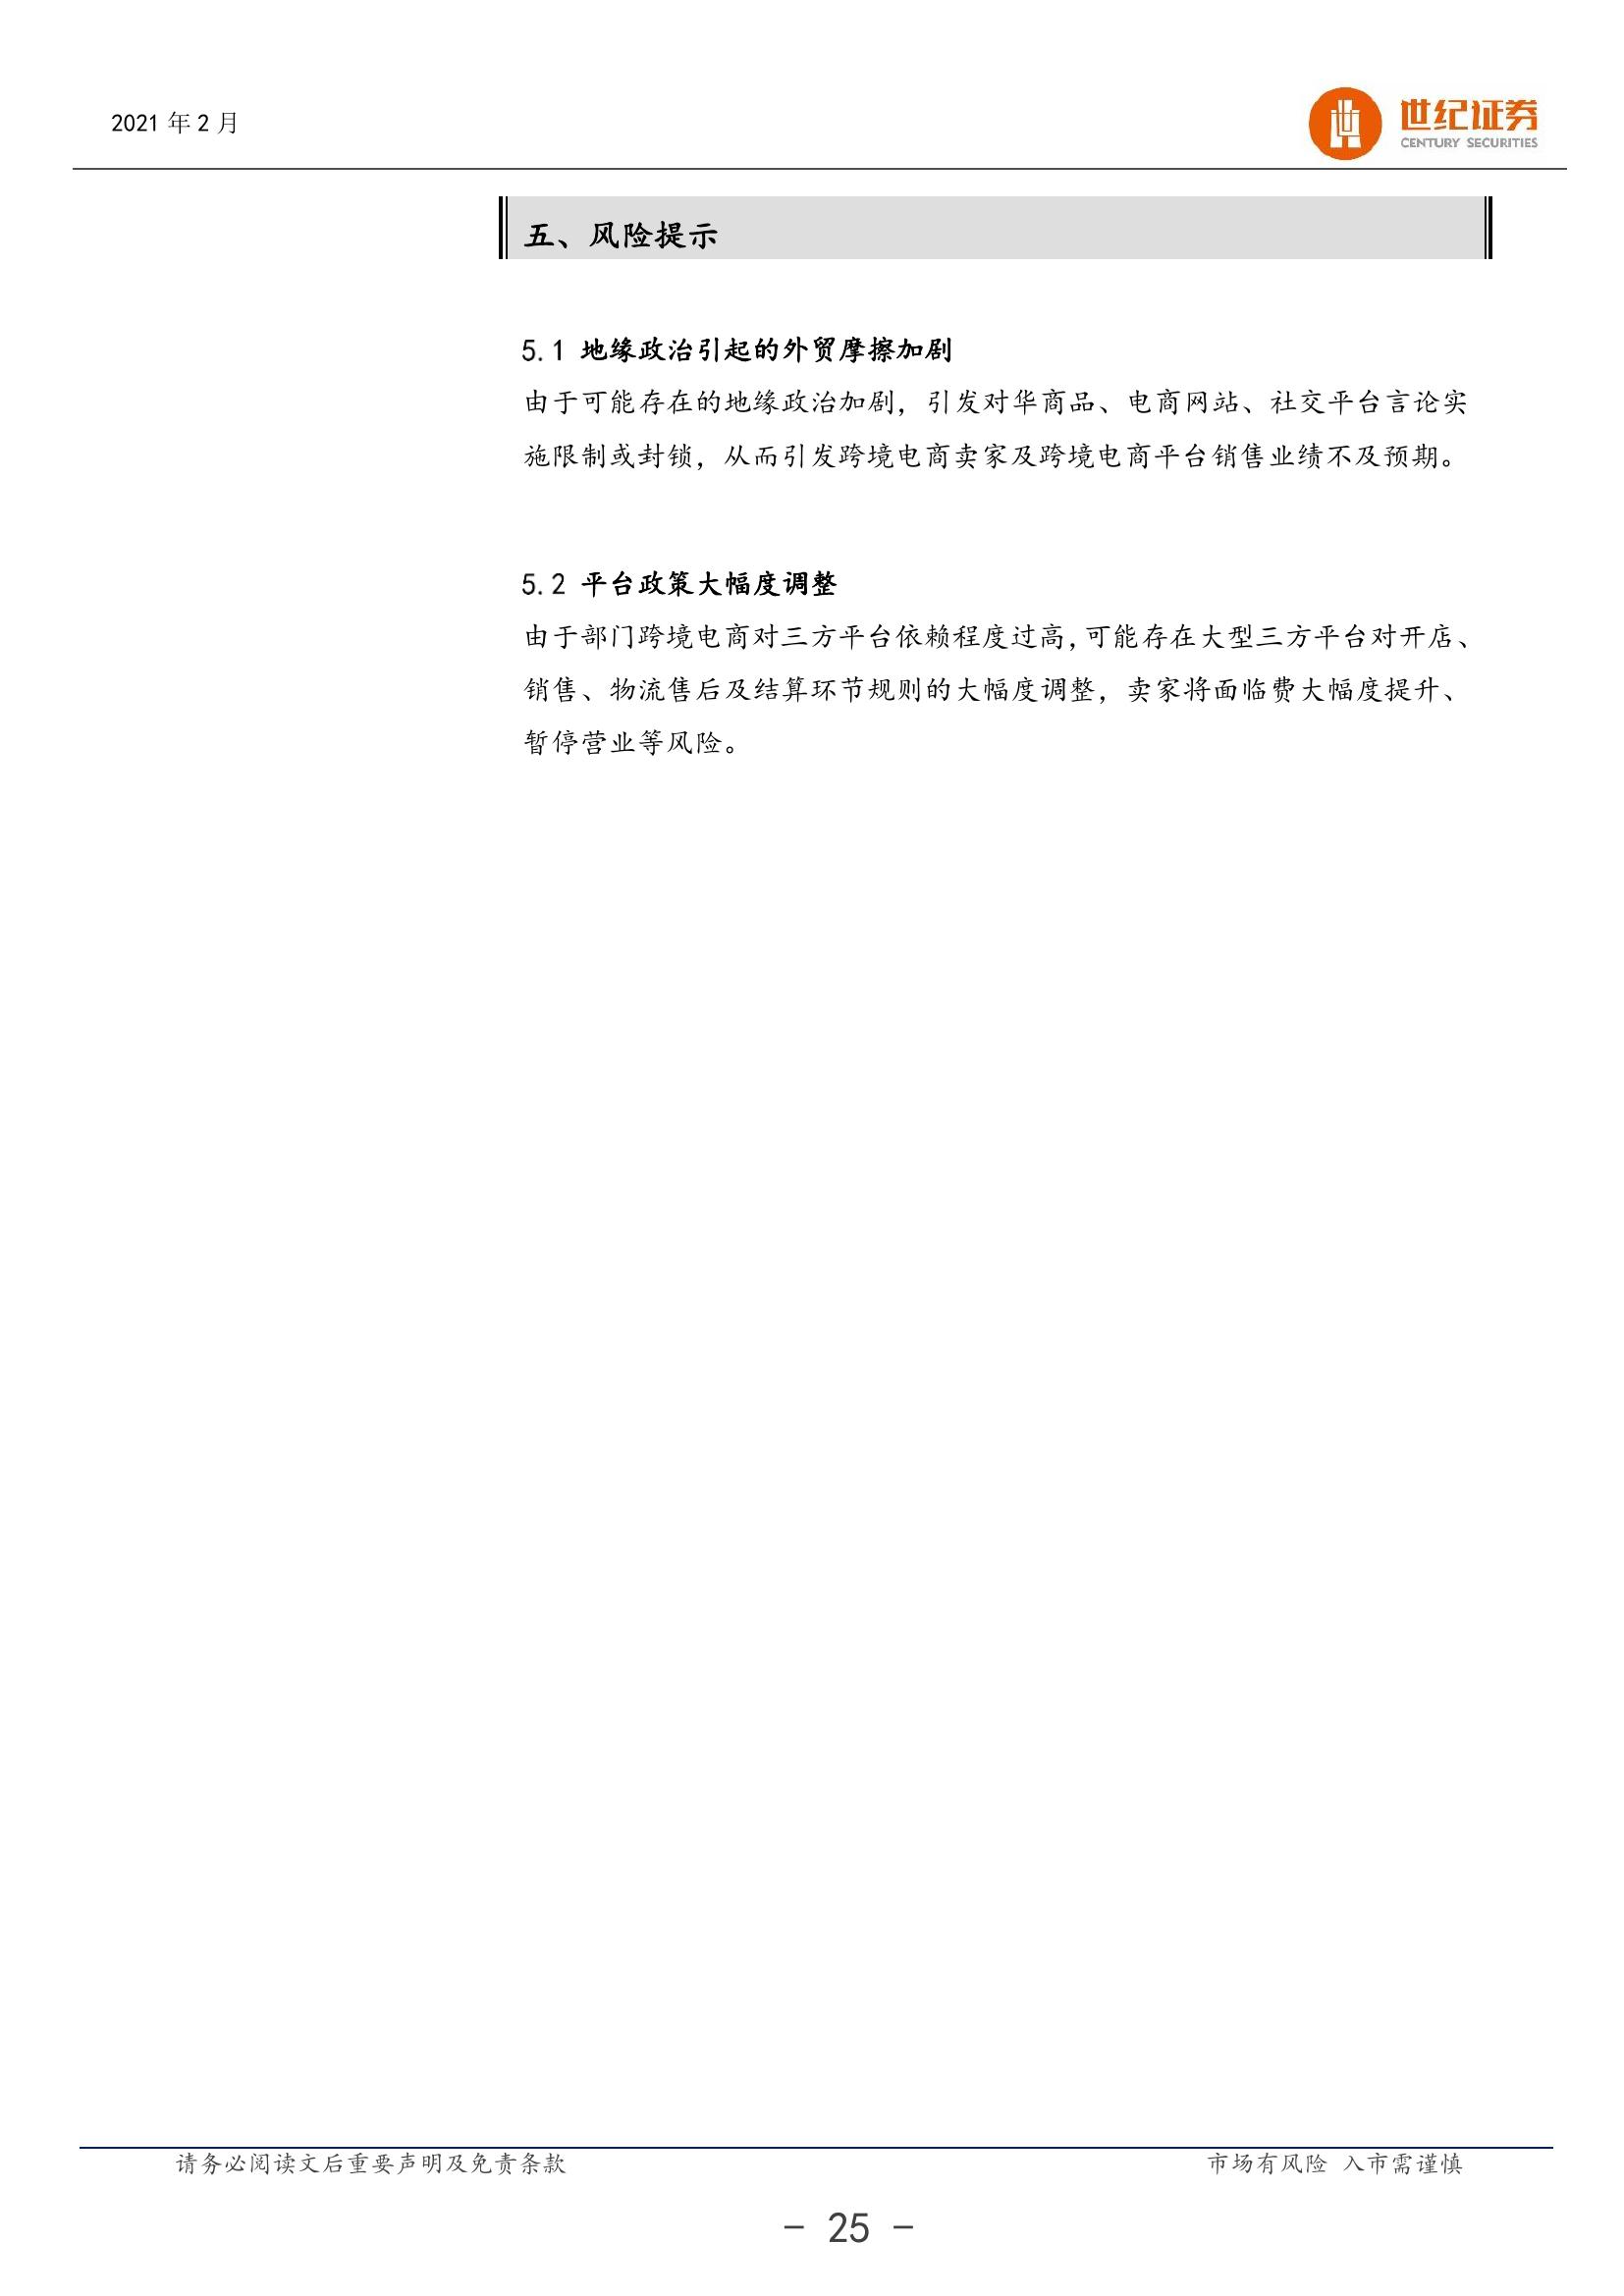 2021 年 2 月
世纪证券
CENTURY SECURITIES
五、风险提示
5.1 地缘政治引起的外贸摩擦加剧
由于可能存在的地缘政治加剧，引发对华商品、电商网站、社交平台言论实
施限制或封锁，从而引发跨境电商卖家及跨境电商平台销售业绩不及预期。
5.2 平台政策大幅度调整
由于部门跨境电商对三方平台依赖程度过高，可能存在大型三方平台对开店、
销售、物流售后及结算环节规则的大幅度调整，卖家将面临费大幅度提升、
暂停营业等风险。
请务必阅读文后重要声明及免责条款
市场有风险 入市需谨慎
- 25 -